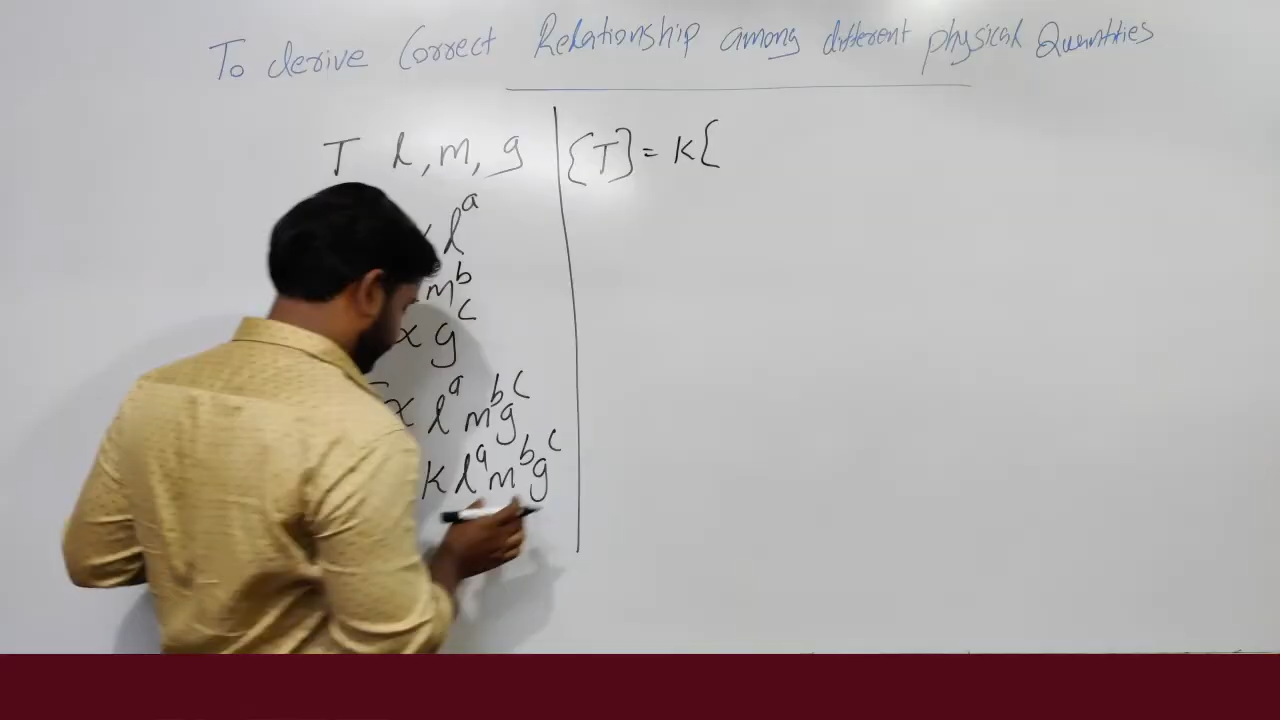 To derive Correct Relationship among different physical Quantities
T l, m, g
∝ l^a
m^b
∝ g^c
∝ l^a m^b g^c
K l^a m^b g^c
[T] = K[